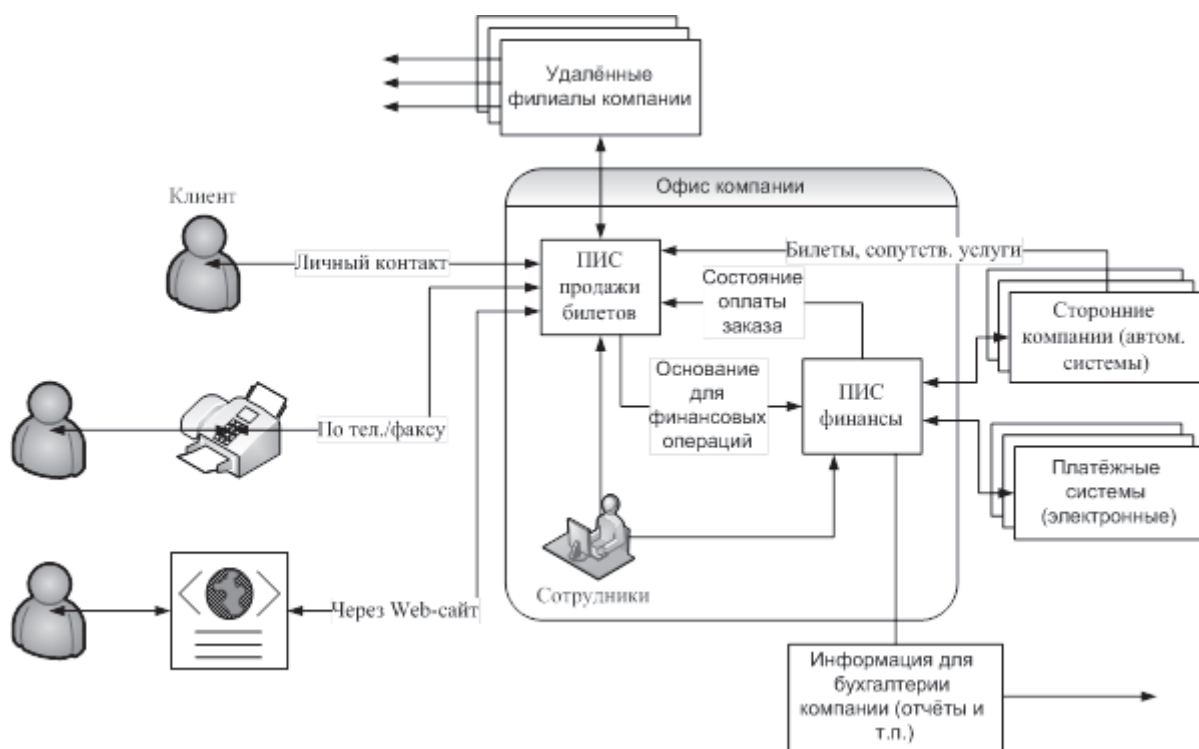 Удалённые
филиалы компании
Офис компании
Клиент
Личный контакт
ПИС
продажи
билетов
Билеты, сопутств. услуги
Состояние
оплаты
заказа
Сторонние
компании (автом.
системы)
Основание
для
финансовых
операций
ПИС
финансы
По тел./факсу
Платёжные
системы
(электронные)
Сотрудники
Через Web-сайт
Информация для
бухгалтерии
компании (отчёты и
т.п.)